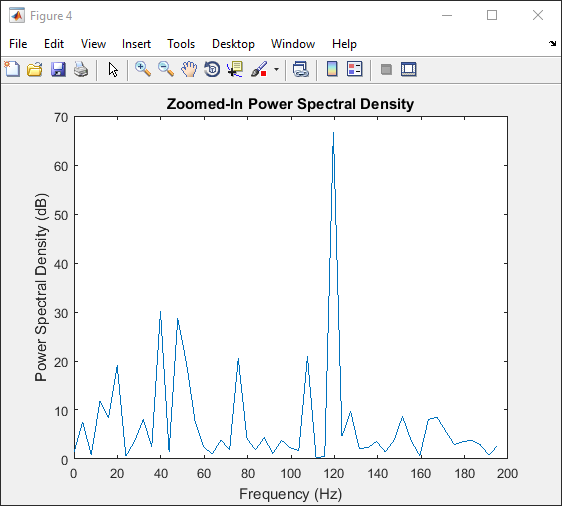 Figure 4
File Edit View Insert Tools Desktop Window Help
Zoomed-In Power Spectral Density
70
60
50
40
30
20
10
0
Power Spectral Density (dB)
0 20 40 60 80 100 120 140 160 180 200
Frequency (Hz)